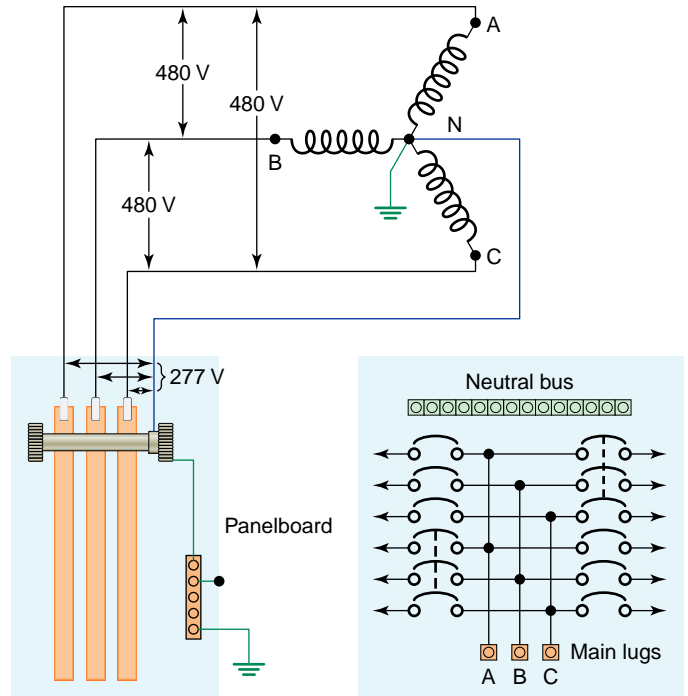 A
480 V
480 V
N
B
480 V
C
277 V
Neutral bus
Panelboard
Main lugs
A B C